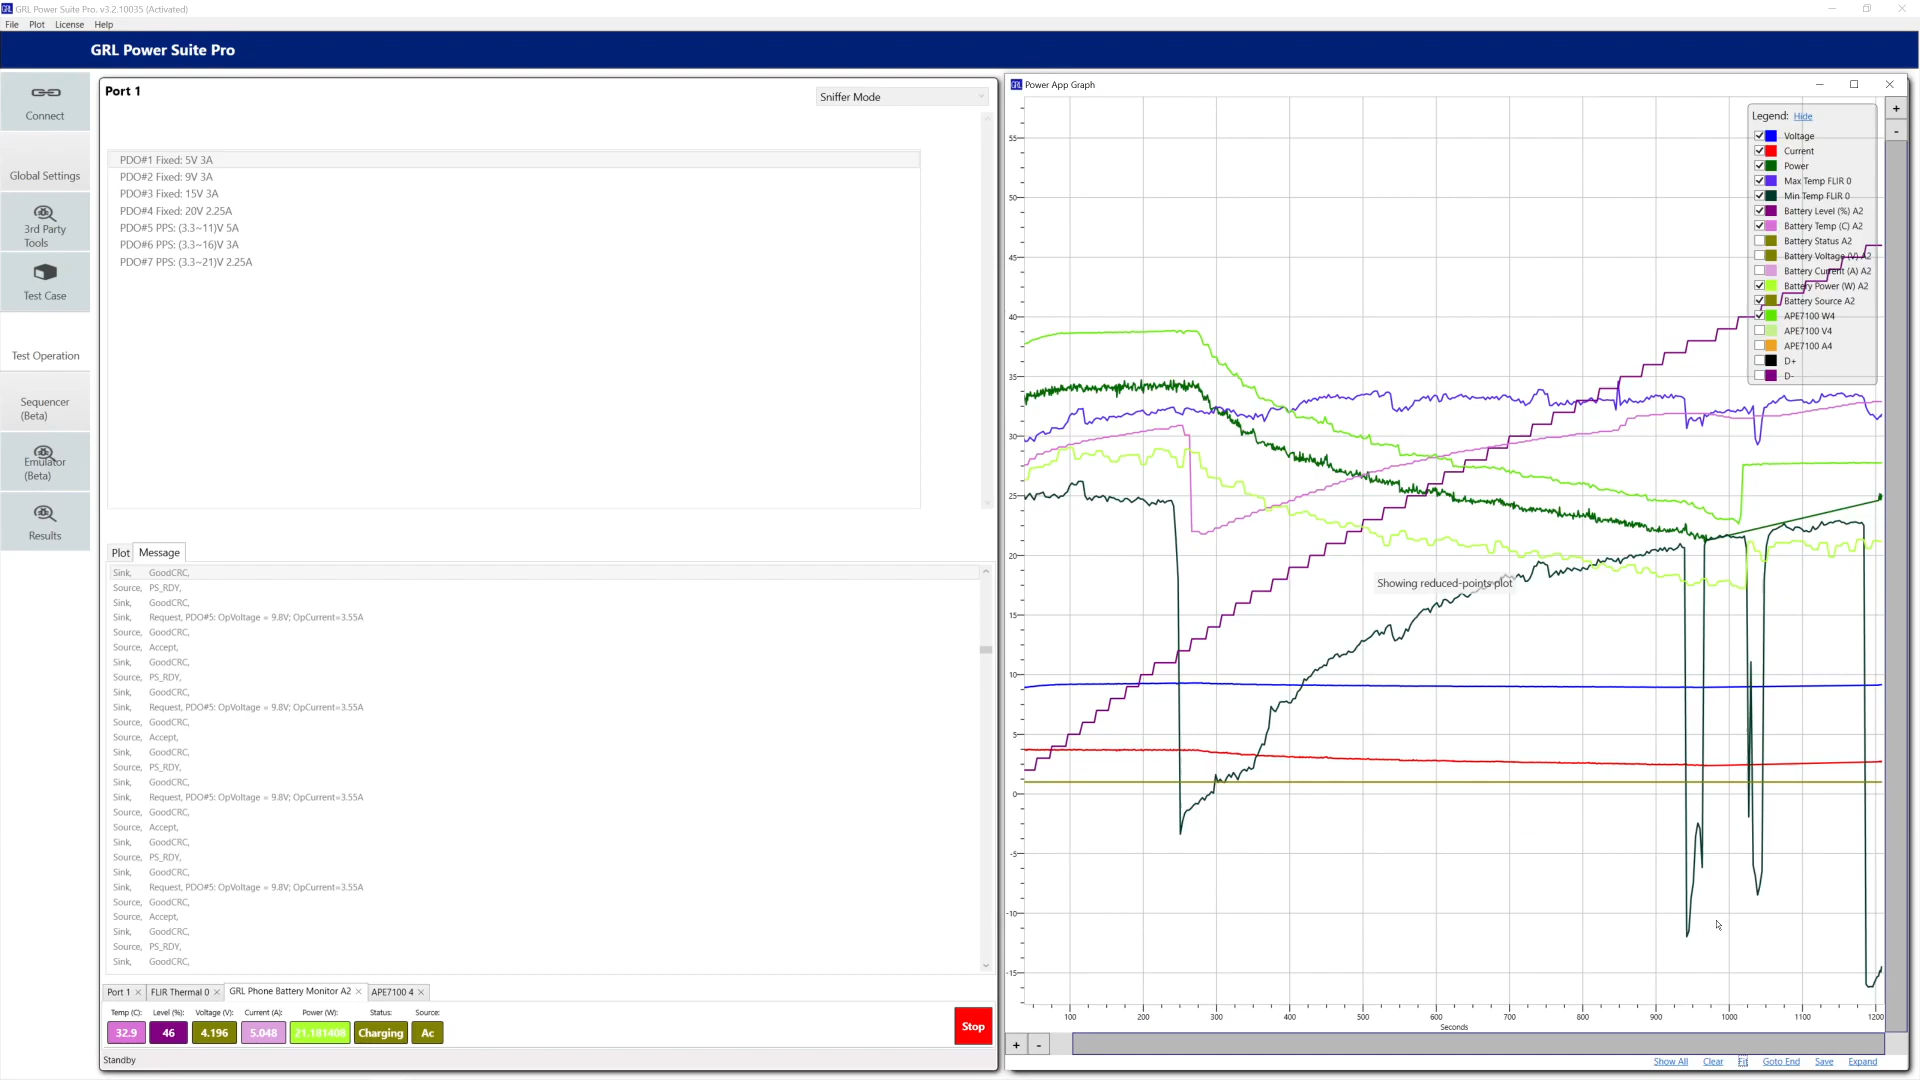 GRL Power Suite Pro. v3.2.10035 (Activated)
File Plot License Help
GRL Power Suite Pro
Connect
Global Settings
3rd Party
Tools
Test Case
Test Operation
Sequencer
(Beta)
Emulator
(Beta)
Results
Port 1
Sniffer Mode
PDO#1 Fixed: 5V 3A
PDO#2 Fixed: 9V 3A
PDO#3 Fixed: 15V 3A
PDO#4 Fixed: 20V 2.25A
PDO#5 PPS: (3.3~11)V 5A
PDO#6 PPS: (3.3~16)V 3A
PDO#7 PPS: (3.3~21)V 2.25A
Plot Message
Sink, GoodCRC,
Source, PS_RDY,
Sink, GoodCRC,
Sink, Request, PDO#5: OpVoltage = 9.8V; OpCurrent=3.55A
Source, GoodCRC,
Source, Accept,
Sink, GoodCRC,
Source, PS_RDY,
Sink, GoodCRC,
Sink, Request, PDO#5: OpVoltage = 9.8V; OpCurrent=3.55A
Source, GoodCRC,
Source, Accept,
Sink, GoodCRC,
Source, PS_RDY,
Sink, GoodCRC,
Sink, Request, PDO#5: OpVoltage = 9.8V; OpCurrent=3.55A
Source, GoodCRC,
Source, Accept,
Sink, GoodCRC,
Source, PS_RDY,
Sink, GoodCRC,
Sink, Request, PDO#5: OpVoltage = 9.8V; OpCurrent=3.55A
Source, GoodCRC,
Source, Accept,
Sink, GoodCRC,
Source, PS_RDY,
Sink, GoodCRC,
Port 1 FLIR Thermal 0 GRL Phone Battery Monitor A2 APE7100 4
Temp (C): Level (%): Voltage (V): Current (A): Power (W): Status: Source:
32.9 46 4.196 5.048 21.181408 Charging Ac
Stop
Standby
GRL Power App Graph
Legend: Hide
Voltage
Current
Power
Max Temp FLIR 0
Min Temp FLIR 0
Battery Level (%) A2
Battery Temp (C) A2
Battery Status A2
Battery Voltage (V) A2
Battery Current (A) A2
Battery Power (W) A2
Battery Source A2
APE7100 W4
APE7100 V4
APE7100 A4
D+
D-
55
50
45
40
35
30
25
20
15
10
5
0
-5
-10
-15
Showing reduced-points plot
100 200 300 400 500 600 700 800 900 1000 1100 1200
Seconds
+ -
+
-
Show All Clear Fit Goto End Save Expand